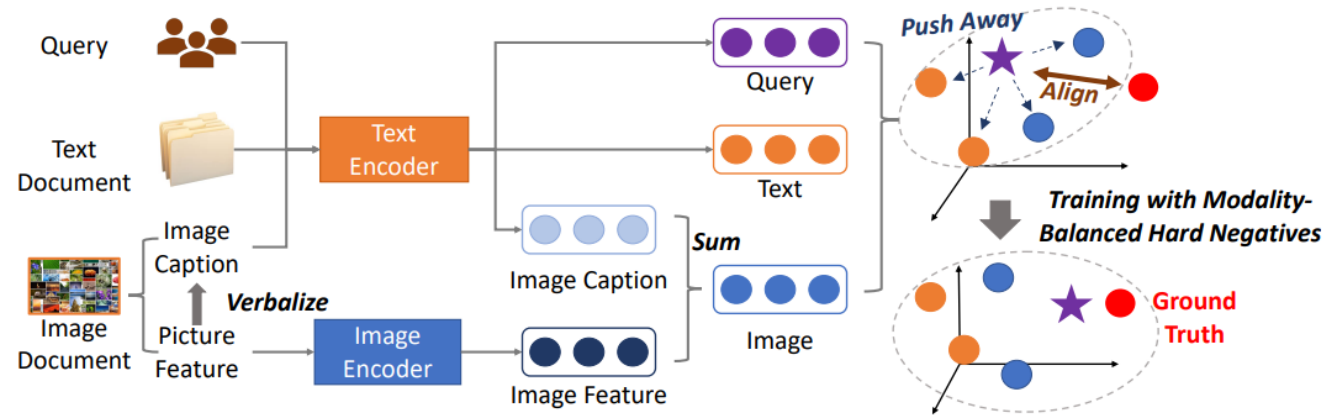 Query
Text
Document
Image
Caption
Verbalize
Image
Document
Picture
Feature
Text
Encoder
Image
Encoder
Query
Text
Image Caption
Sum
Image
Image Feature
Push Away
Align
Training with Modality-
Balanced Hard Negatives
Ground
Truth